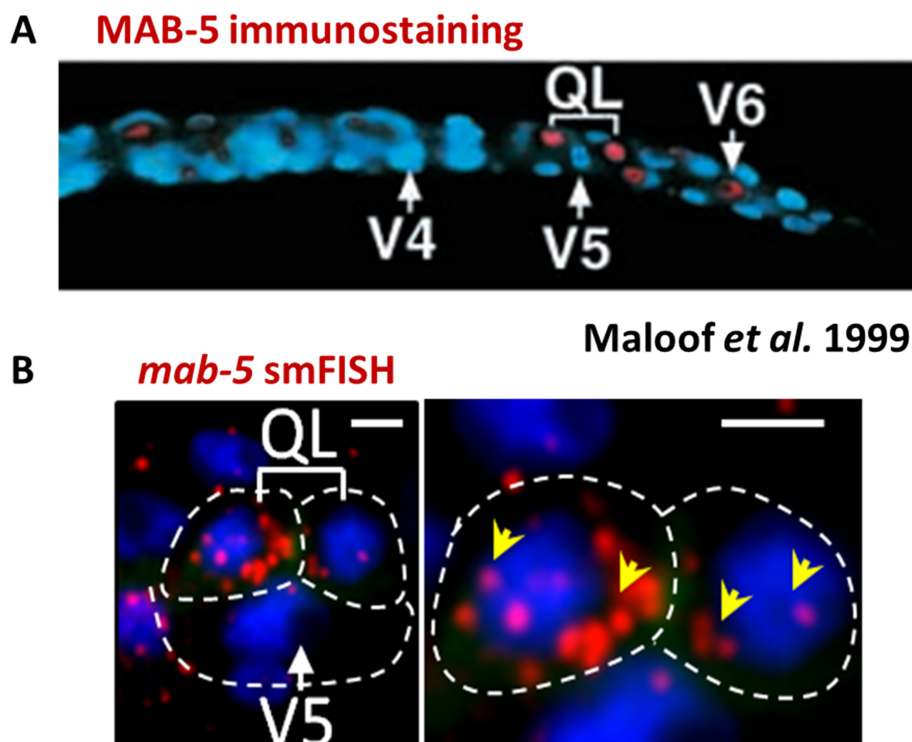 A MAB-5 immunostaining
QL
V6
V4
V5
Maloof et al. 1999
B mab-5 smFISH
QL
V5